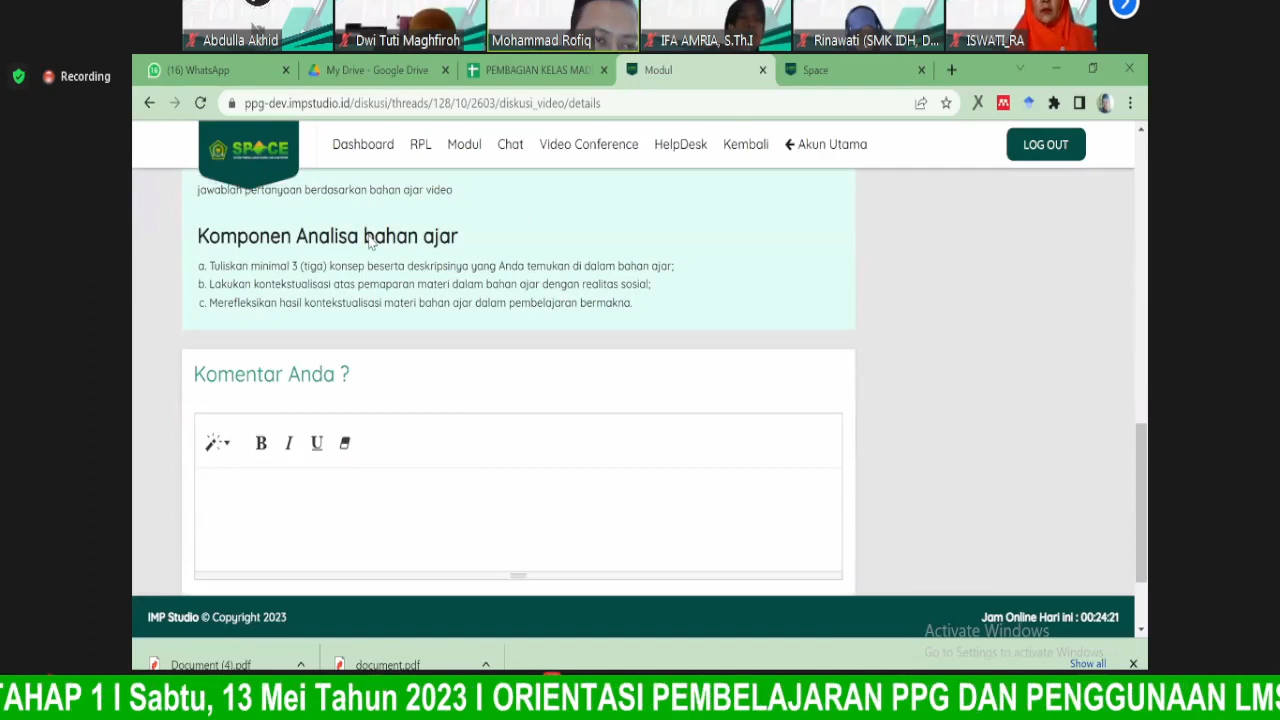 Abdulla Akhid
Dwi Tuti Maghfiroh
Mohammad Rofiq
IFA AMRIA, S.Th.I
Rinawati (SMK IDH, D...
ISWATI_RA
Recording
(16) WhatsApp
My Drive - Google Drive
PEMBAGIAN KELAS MAD
Modul
Space
ppg-dev.impstudio.id/diskusi/threads/128/10/2603/diskusi_video/details
SPACE
Dashboard
RPL
Modul
Chat
Video Conference
HelpDesk
Kembali
Akun Utama
LOG OUT
jawablah pertanyaan berdasarkan bahan ajar video
Komponen Analisa bahan ajar
a. Tuliskan minimal 3 (tiga) konsep beserta deskripsinya yang Anda temukan di dalam bahan ajar;
b. Lakukan kontekstualisasi atas pemaparan materi dalam bahan ajar dengan realitas sosial;
c. Merefleksikan hasil kontekstualisasi materi bahan ajar dalam pembelajaran bermakna.
Komentar Anda ?
B I U
IMP Studio © Copyright 2023
Jam Online Hari ini : 00:24:21
Activate Windows
Go to Settings to activate Windows.
Document (4).pdf
document.pdf
Show all
TAHAP 1 I Sabtu, 13 Mei Tahun 2023 I ORIENTASI PEMBELAJARAN PPG DAN PENGGUNAAN LMS